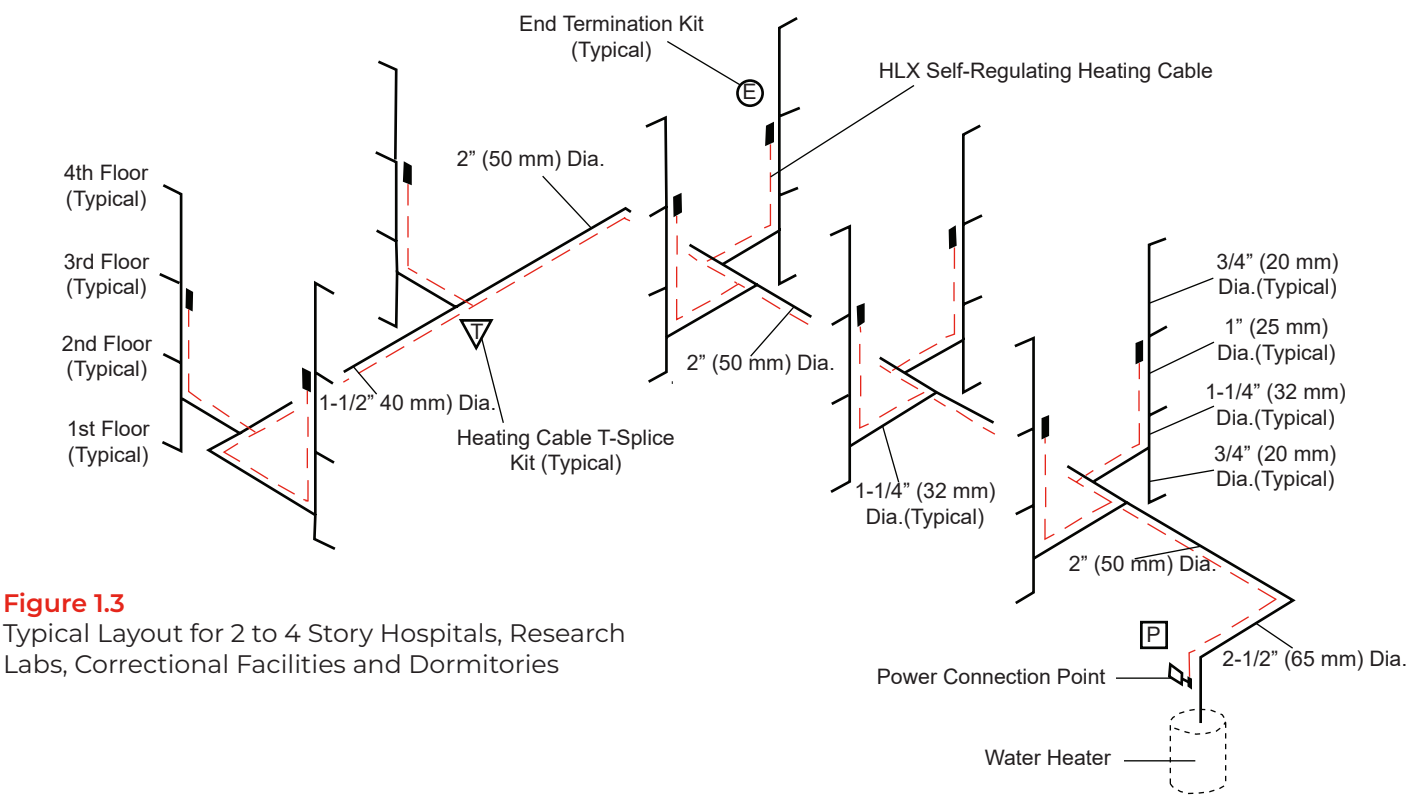 End Termination Kit
(Typical)
E
HLX Self-Regulating Heating Cable
2” (50 mm) Dia.
4th Floor
(Typical)
3rd Floor
(Typical)
2nd Floor
(Typical)
1st Floor
(Typical)
T
1-1/2” 40 mm) Dia.
Heating Cable T-Splice
Kit (Typical)
2” (50 mm) Dia.
3/4” (20 mm)
Dia.(Typical)
1” (25 mm)
Dia.(Typical)
1-1/4” (32 mm)
Dia.(Typical)
3/4” (20 mm)
Dia.(Typical)
1-1/4” (32 mm)
Dia.(Typical)
2” (50 mm) Dia.
Figure 1.3
Typical Layout for 2 to 4 Story Hospitals, Research
Labs, Correctional Facilities and Dormitories
P
2-1/2” (65 mm) Dia.
Power Connection Point
Water Heater